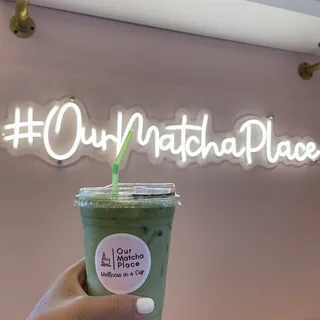 #OurMatchaPlace
Our
Matcha
Place
Wellness in a Cup